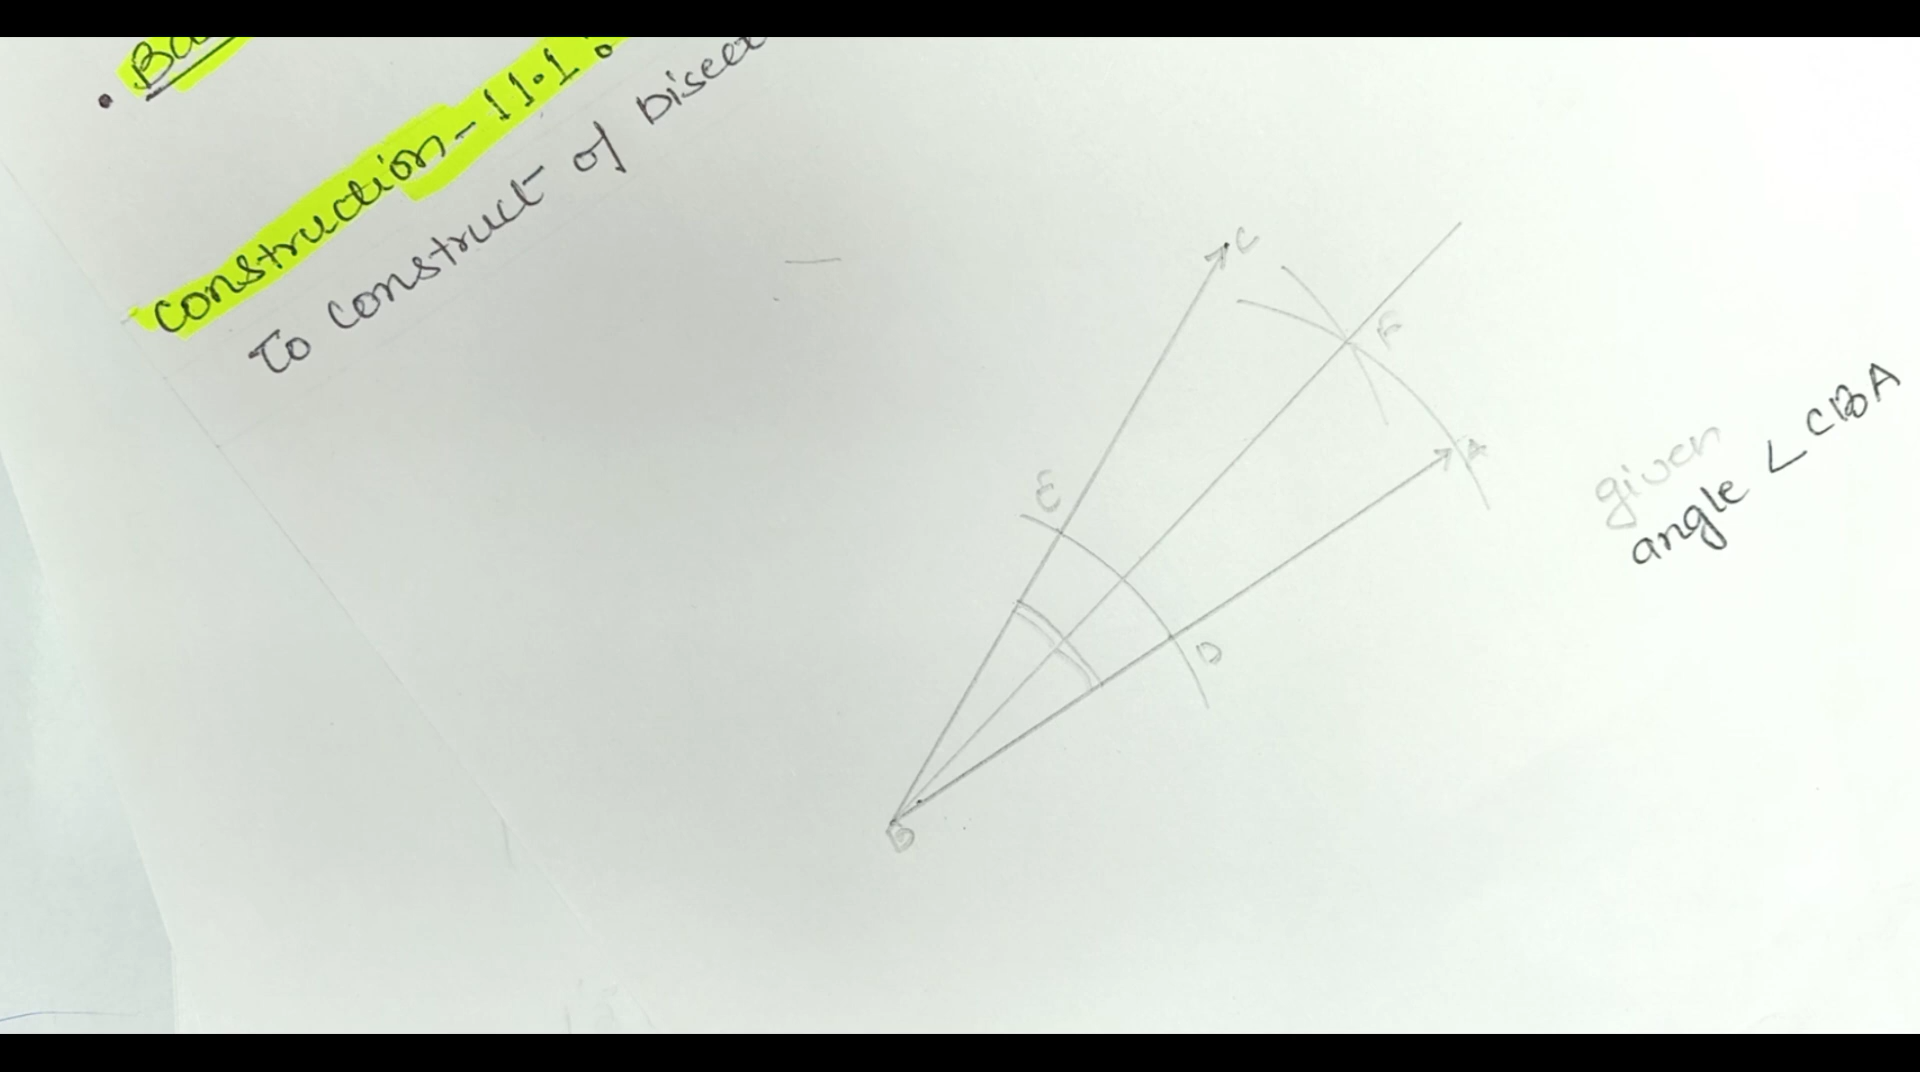 construction-11.1:
To construct of
given
angle ∠CBA
C
F
A
E
D
B